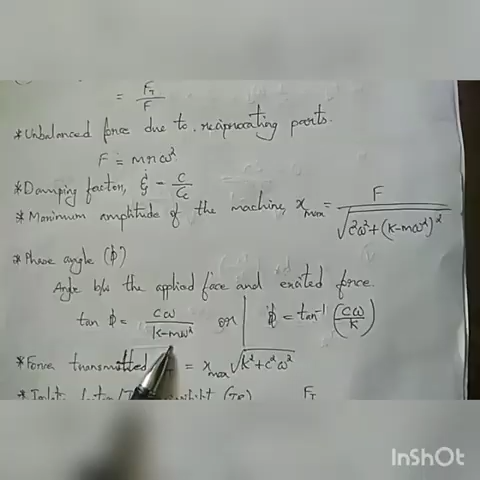 = F_T / F
* Unbalanced force due to reciprocating parts.
F = mrω²
* Damping factor, ξ = C / C_c
* Maximum amplitude of the machine, x_max = F / √(c²ω² + (k-mω²)²)
* Phase angle (ϕ)
Angle b/w the applied face and exited force.
tan ϕ = cω / k-mω² or | ϕ = tan⁻¹ (cω / k)
* Force transmitted = x_max √(k² + c²ω²)
F_T
InShOt